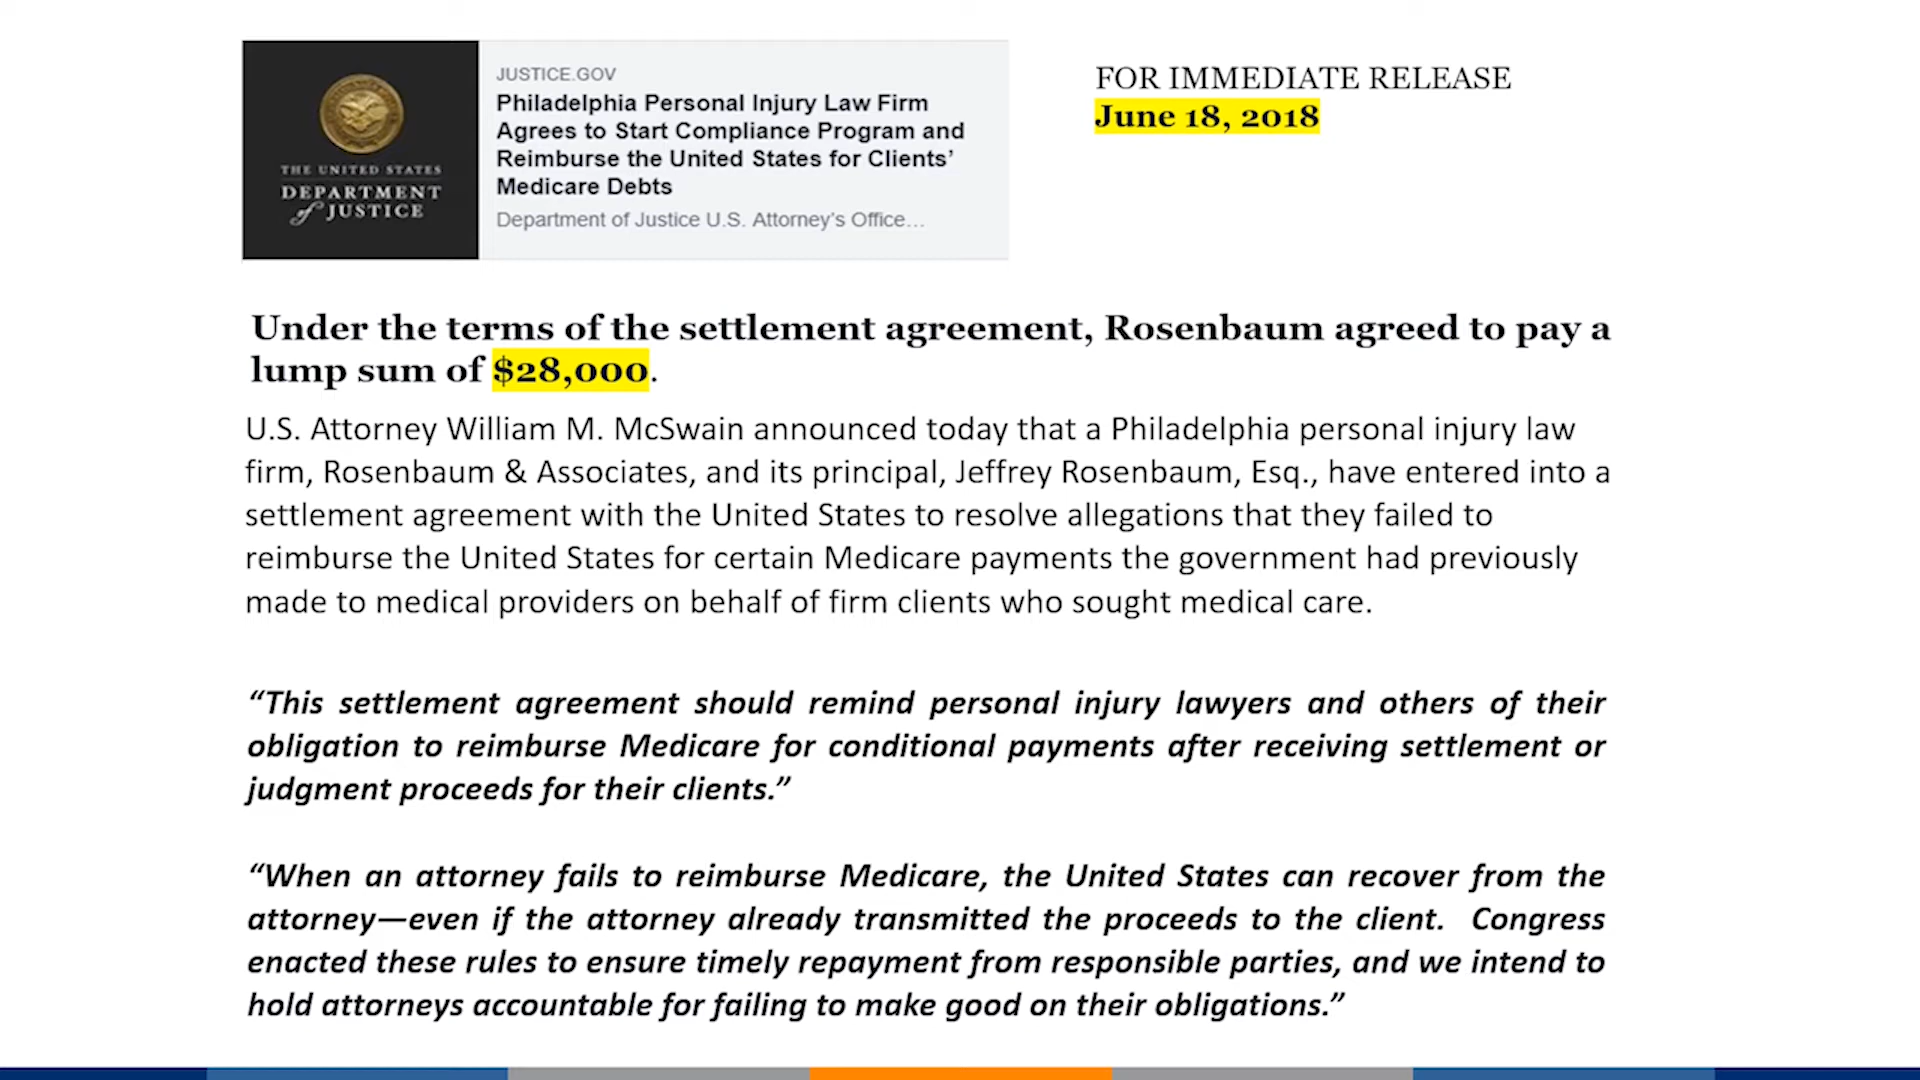 THE UNITED STATES
DEPARTMENT
of JUSTICE
JUSTICE.GOV
Philadelphia Personal Injury Law Firm
Agrees to Start Compliance Program and
Reimburse the United States for Clients’
Medicare Debts
Department of Justice U.S. Attorney’s Office…
FOR IMMEDIATE RELEASE
June 18, 2018
Under the terms of the settlement agreement, Rosenbaum agreed to pay a
lump sum of $28,000.
U.S. Attorney William M. McSwain announced today that a Philadelphia personal injury law
firm, Rosenbaum & Associates, and its principal, Jeffrey Rosenbaum, Esq., have entered into a
settlement agreement with the United States to resolve allegations that they failed to
reimburse the United States for certain Medicare payments the government had previously
made to medical providers on behalf of firm clients who sought medical care.
“This settlement agreement should remind personal injury lawyers and others of their
obligation to reimburse Medicare for conditional payments after receiving settlement or
judgment proceeds for their clients.”
“When an attorney fails to reimburse Medicare, the United States can recover from the
attorney—even if the attorney already transmitted the proceeds to the client. Congress
enacted these rules to ensure timely repayment from responsible parties, and we intend to
hold attorneys accountable for failing to make good on their obligations.”